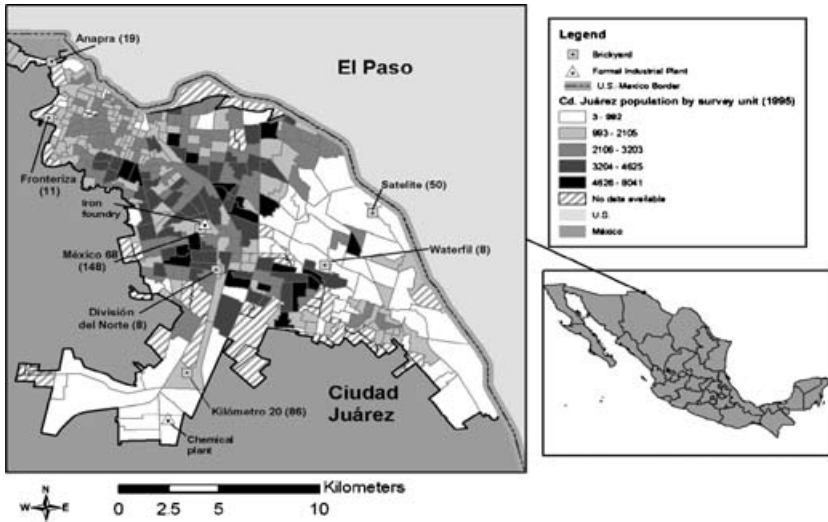 Anapra (19)
El Paso
Fronteriza
(11)
Iron
foundry
México 68
(148)
División
del Norte (8)
Satelite (50)
Waterfil (8)
Ciudad
Juárez
Kilómetro 20 (86)
Chemical
plant
Legend
Brickyard
Formal Industrial Plant
U.S.-Mexico Border
Cd. Juárez population by survey unit (1995)
3 - 992
993 - 2105
2106 - 3203
3204 - 4625
4626 - 8041
No data available
U.S.
México
N
W E
S
Kilometers
0 2.5 5 10